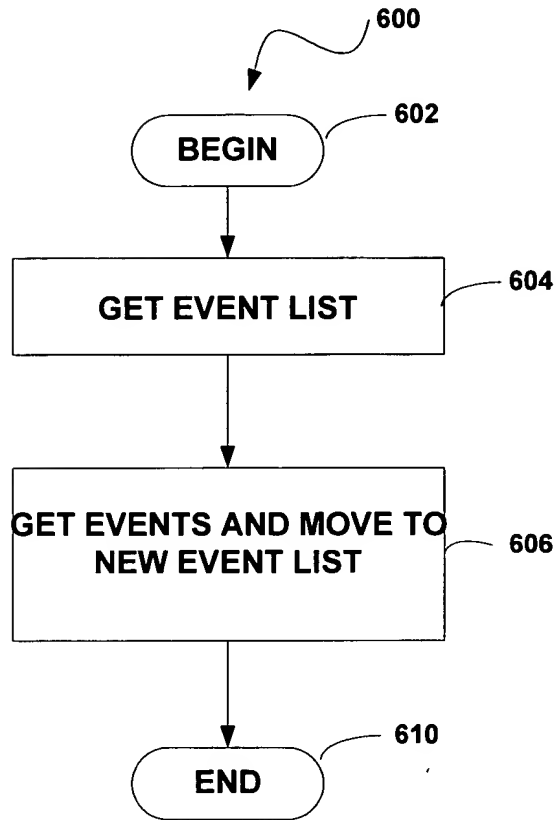 600
602
BEGIN
604
GET EVENT LIST
GET EVENTS AND MOVE TO
NEW EVENT LIST
606
610
END